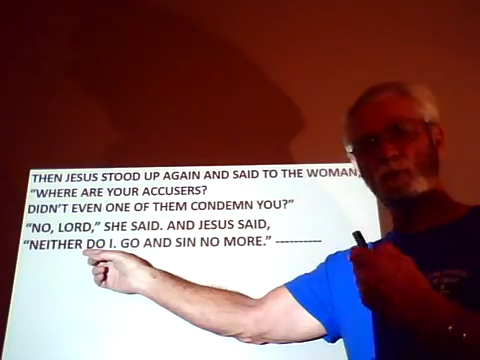 THEN JESUS STOOD UP AGAIN AND SAID TO THE WOMAN,
“WHERE ARE YOUR ACCUSERS?
DIDN’T EVEN ONE OF THEM CONDEMN YOU?”
“NO, LORD,” SHE SAID. AND JESUS SAID,
“NEITHER DO I. GO AND SIN NO MORE.” ----------